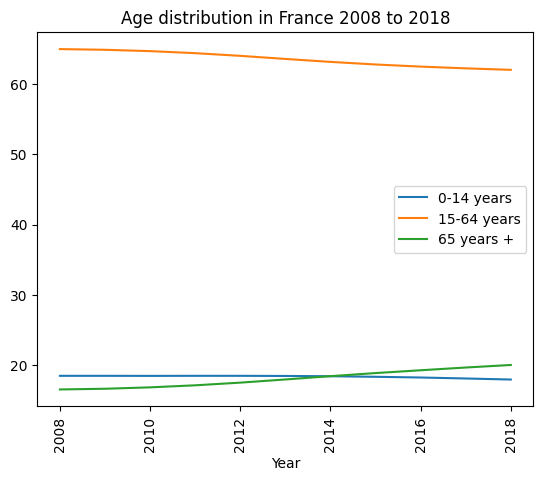 Age distribution in France 2008 to 2018
60
50
40
30
20
0-14 years
15-64 years
65 years +
2008
2010
2012
2014
2016
2018
Year